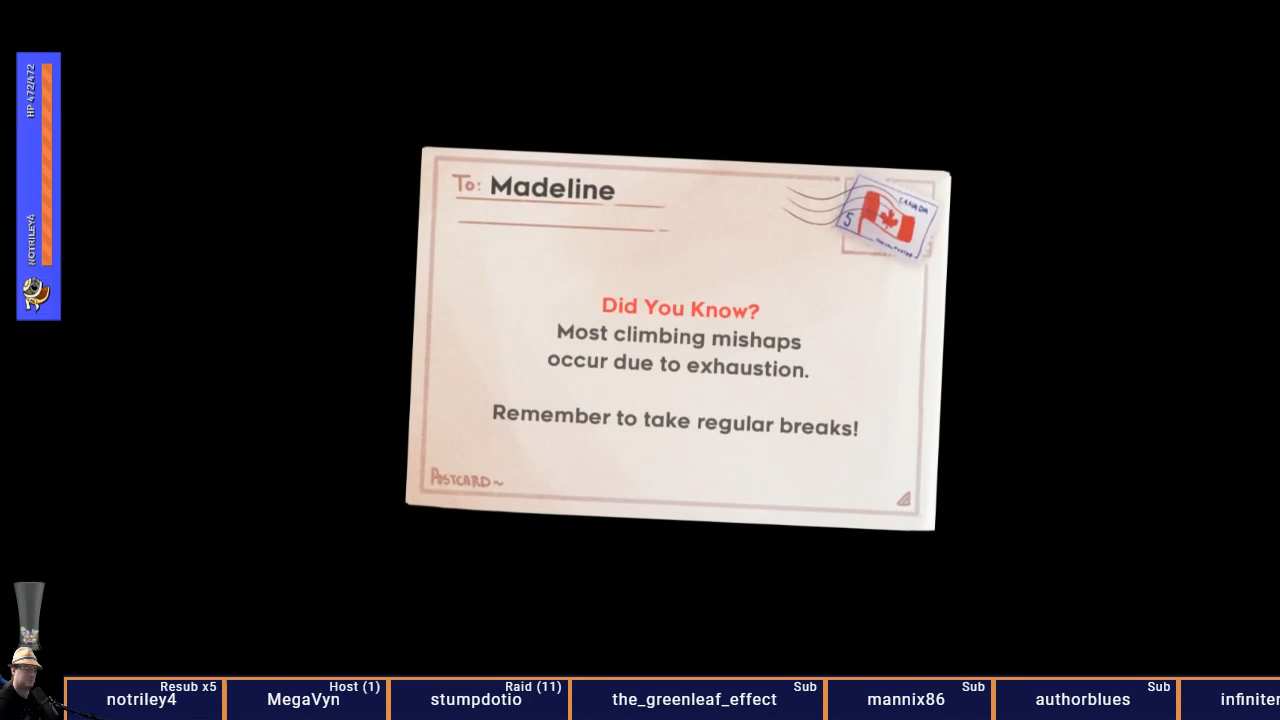 HP 472/472
NOTRILEY4
To: Madeline
CANADA
5
Did You Know?
Most climbing mishaps
occur due to exhaustion.
Remember to take regular breaks!
POSTCARD~
Resub x5
notriley4
Host (1)
MegaVyn
Raid (11)
stumpdotio
Sub
the_greenleaf_effect
Sub
mannix86
Sub
authorblues
infiniter